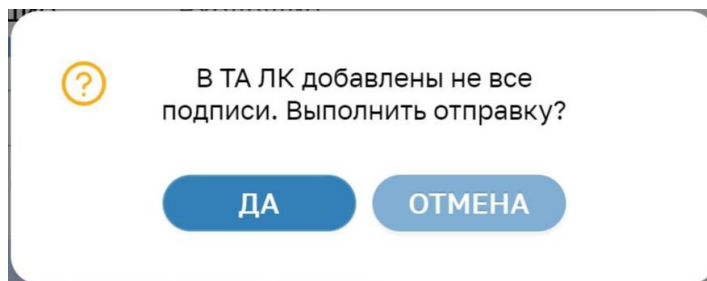 В ТА ЛК добавлены не все
подписи. Выполнить отправку?
ДА
ОТМЕНА